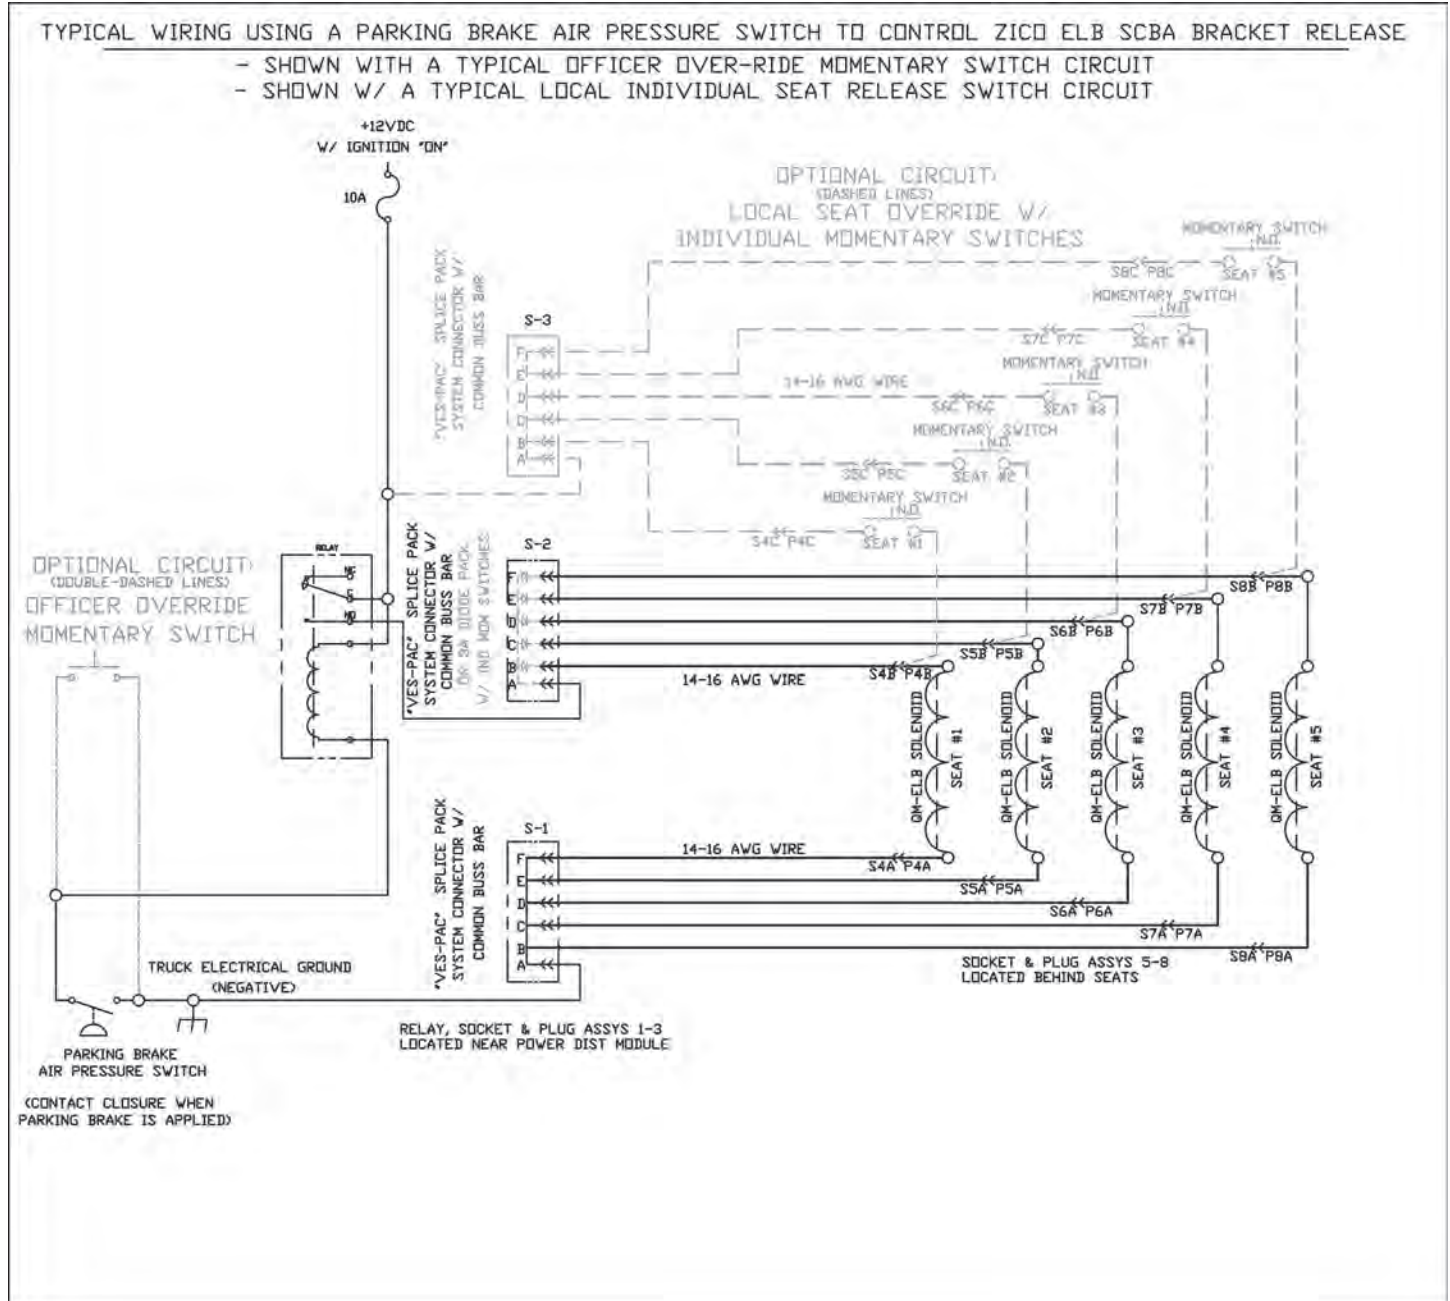 TYPICAL WIRING USING A PARKING BRAKE AIR PRESSURE SWITCH TO CONTROL ZICO ELB SCBA BRACKET RELEASE
- SHOWN WITH A TYPICAL OFFICER OVER-RIDE MOMENTARY SWITCH CIRCUIT
- SHOWN W/ A TYPICAL LOCAL INDIVIDUAL SEAT RELEASE SWITCH CIRCUIT
+12VDC
W/ IGNITION "ON"
10A
OPTIONAL CIRCUIT:
(DASHED LINES)
LOCAL SEAT OVERRIDE W/
INDIVIDUAL MOMENTARY SWITCHES
MOMENTARY SWITCH
N.O.
S8C P8C
SEAT #5
MOMENTARY SWITCH
N.O.
S7C P7C
SEAT #4
MOMENTARY SWITCH
N.O.
14-16 AWG WIRE
S6C P6C
SEAT #3
MOMENTARY SWITCH
N.O.
S5C P5C
SEAT #2
MOMENTARY SWITCH
N.O.
S4C P4C
SEAT #1
"VES-PAC" SPLICE PACK
SYSTEM CONNECTOR W/
COMMON BUSS BAR
S-3
F
E
D
C
B
A
OPTIONAL CIRCUIT:
(DOUBLE-DASHED LINES)
OFFICER OVERRIDE
MOMENTARY SWITCH
RELAY
NC
C
NO
"VES-PAC" SPLICE PACK
SYSTEM CONNECTOR W/
COMMON BUSS BAR
OR 3A DIODE PACK
W/ IND MOM SWITCHES
S-2
F
E
D
C
B
A
S8B P8B
S7B P7B
S6B P6B
S5B P5B
S4B P4B
14-16 AWG WIRE
QM-ELB SOLENOID
SEAT #1
QM-ELB SOLENOID
SEAT #2
QM-ELB SOLENOID
SEAT #3
QM-ELB SOLENOID
SEAT #4
QM-ELB SOLENOID
SEAT #5
"VES-PAC" SPLICE PACK
SYSTEM CONNECTOR W/
COMMON BUSS BAR
S-1
F
E
D
C
B
A
14-16 AWG WIRE
S4A P4A
S5A P5A
S6A P6A
S7A P7A
S8A P8A
SOCKET & PLUG ASSYS 5-8
LOCATED BEHIND SEATS
TRUCK ELECTRICAL GROUND
(NEGATIVE)
RELAY, SOCKET & PLUG ASSYS 1-3
LOCATED NEAR POWER DIST MODULE
PARKING BRAKE
AIR PRESSURE SWITCH
(CONTACT CLOSURE WHEN
PARKING BRAKE IS APPLIED)